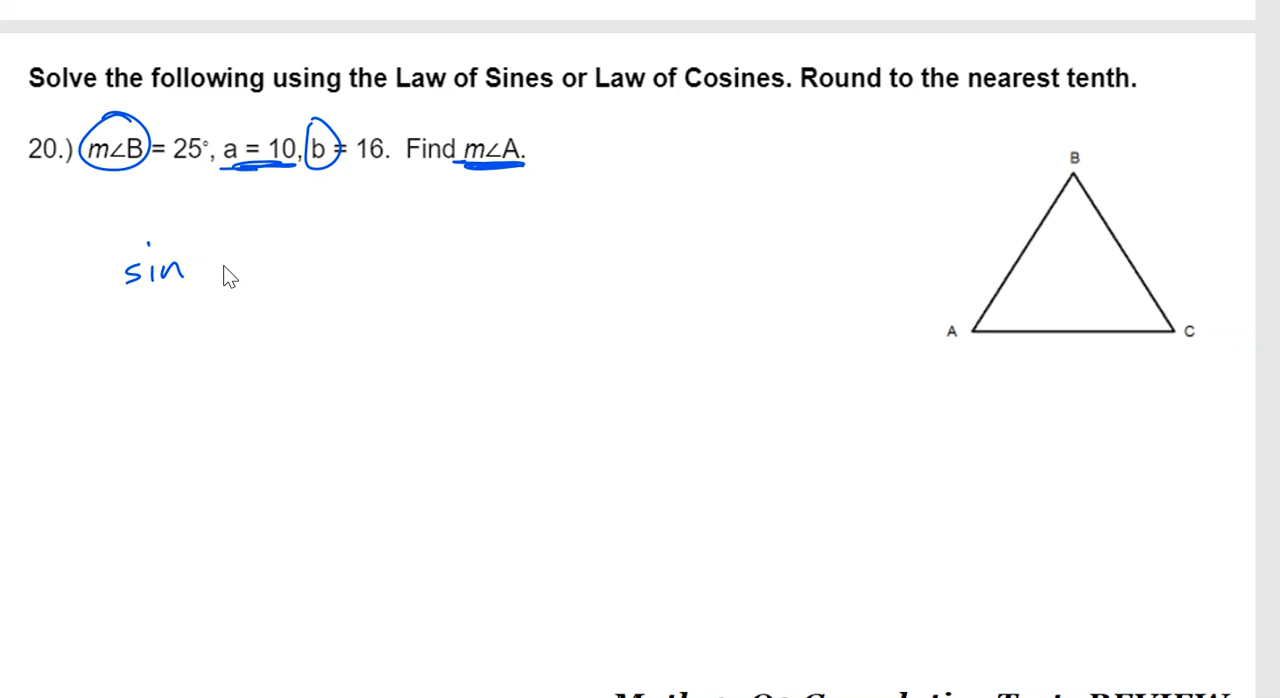 Solve the following using the Law of Sines or Law of Cosines. Round to the nearest tenth.
20.) m∠B = 25°, a = 10, b = 16. Find m∠A.
B
sin
A
C